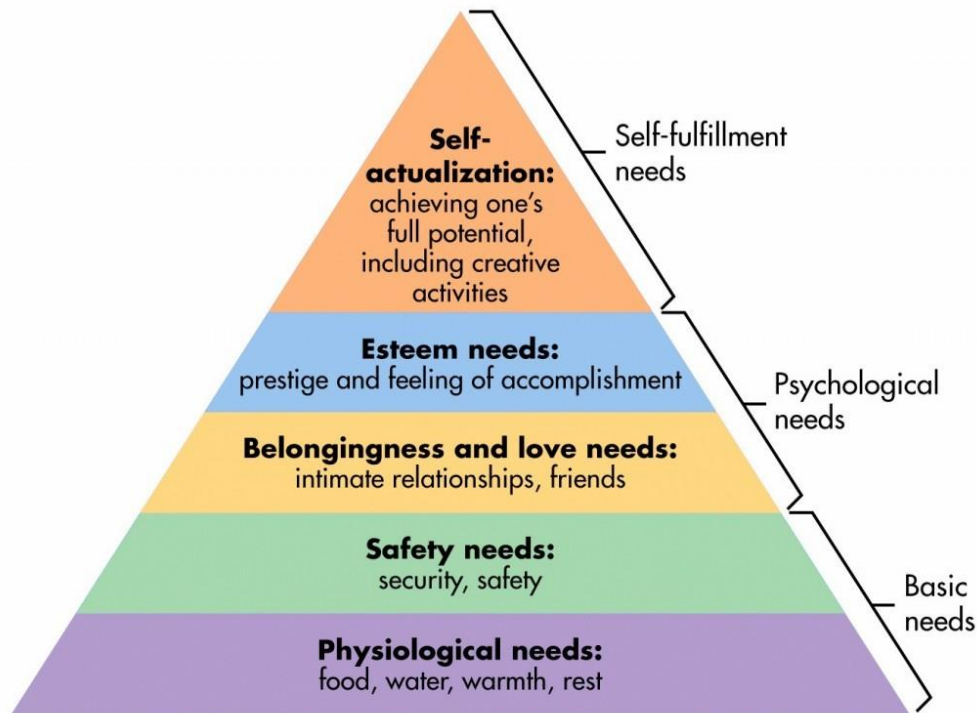 Self-
actualization:
achieving one's
full potential,
including creative
activities
Self-fulfillment
needs
Esteem needs:
prestige and feeling of accomplishment
Psychological
needs
Belongingness and love needs:
intimate relationships, friends
Safety needs:
security, safety
Basic
needs
Physiological needs:
food, water, warmth, rest